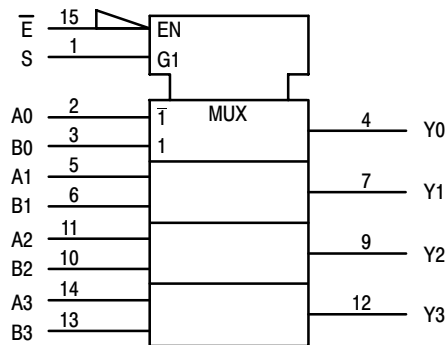 E̅ 15 EN
S 1 G1
MUX
A0 2 1̅
B0 3 1
4 Y0
A1 5
B1 6
7 Y1
A2 11
B2 10
9 Y2
A3 14
B3 13
12 Y3